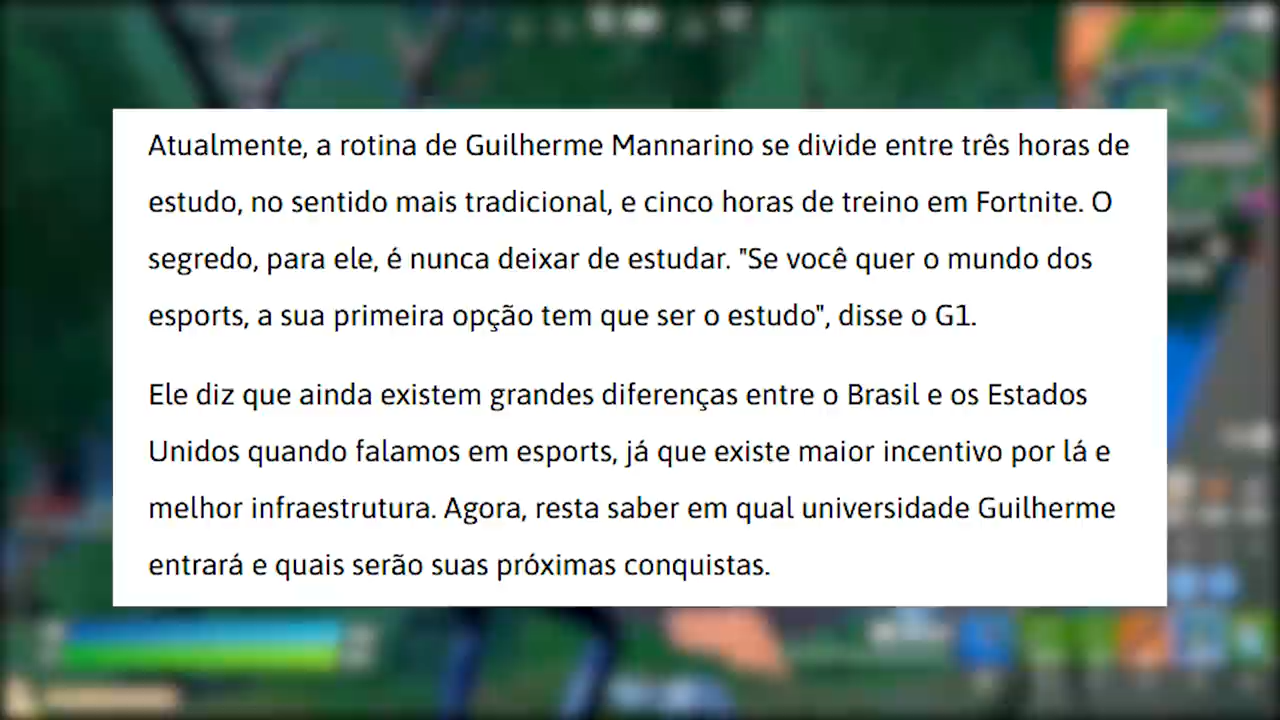 Atualmente, a rotina de Guilherme Mannarino se divide entre três horas de
estudo, no sentido mais tradicional, e cinco horas de treino em Fortnite. O
segredo, para ele, é nunca deixar de estudar. "Se você quer o mundo dos
esports, a sua primeira opção tem que ser o estudo", disse o G1.
Ele diz que ainda existem grandes diferenças entre o Brasil e os Estados
Unidos quando falamos em esports, já que existe maior incentivo por lá e
melhor infraestrutura. Agora, resta saber em qual universidade Guilherme
entrará e quais serão suas próximas conquistas.